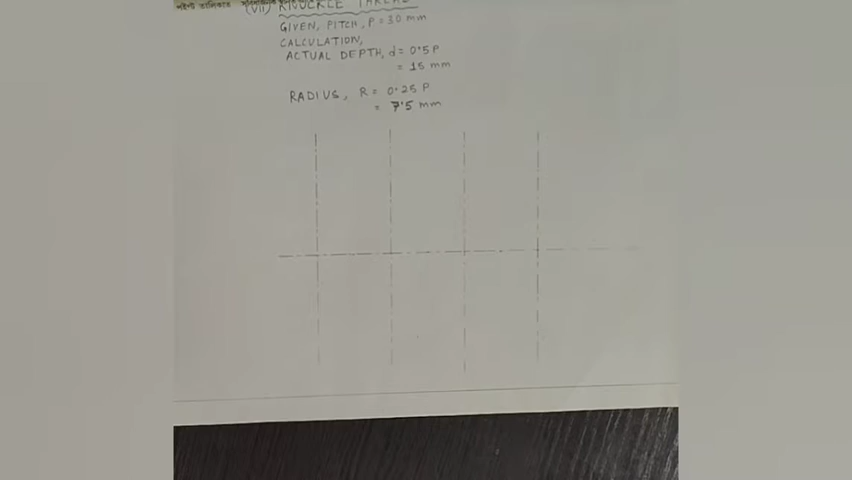 (VII) KNUCKLE THREAD
GIVEN, PITCH, P = 30 mm
CALCULATION,
ACTUAL DEPTH, d = 0.5 P
= 15 mm
RADIUS, R = 0.25 P
= 7.5 mm